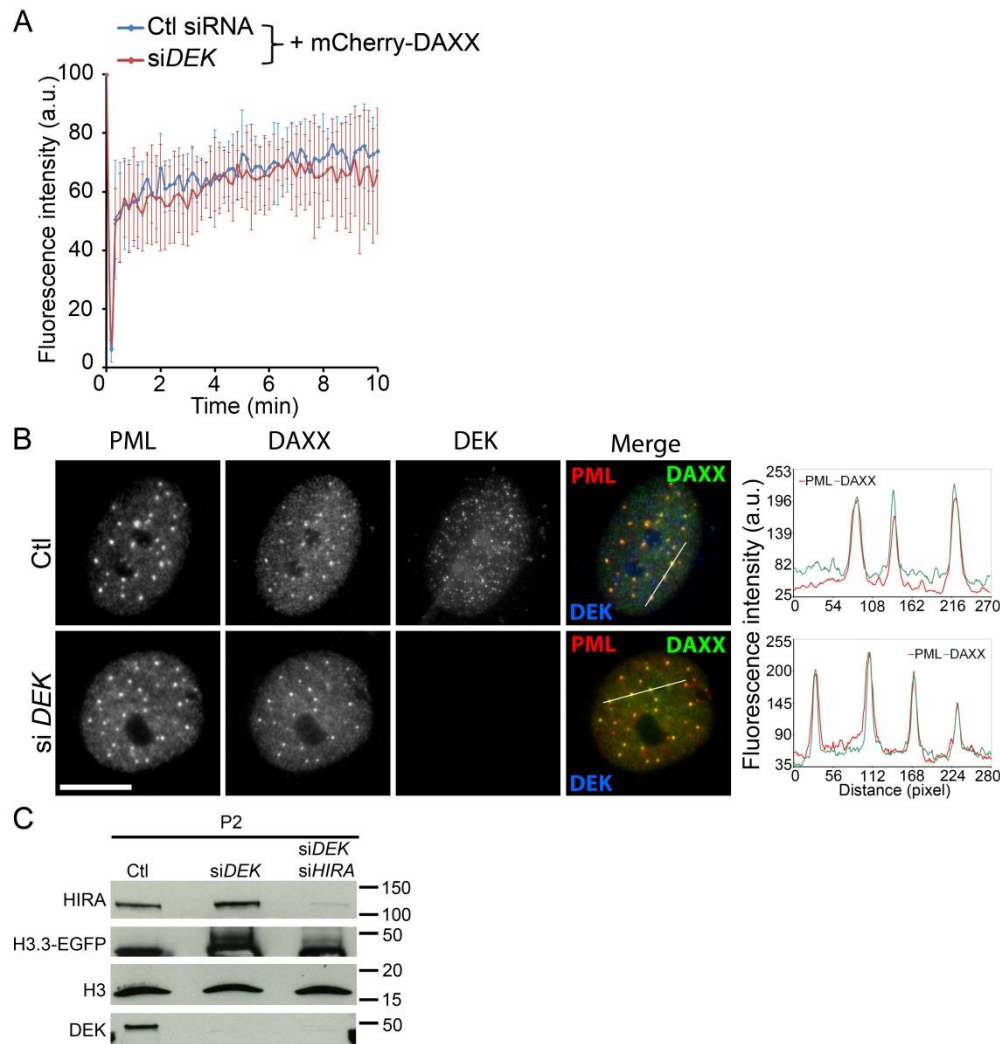 A
Ctl siRNA
siDEK
+ mCherry-DAXX
Fluorescence intensity (a.u.)
100
80
60
40
20
0
0 2 4 6 8 10
Time (min)
B
PML DAXX DEK Merge
Ctl
PML DAXX
DEK
Fluorescence intensity (a.u.)
253
196
139
82
25
PML DAXX
0 54 108 162 216 270
si DEK
PML DAXX
DEK
255
200
145
90
35
PML DAXX
0 56 112 168 224 280
Distance (pixel)
C
P2
Ctl siDEK siDEK siHIRA
HIRA 150
100
H3.3-EGFP 50
H3 20
15
DEK 50